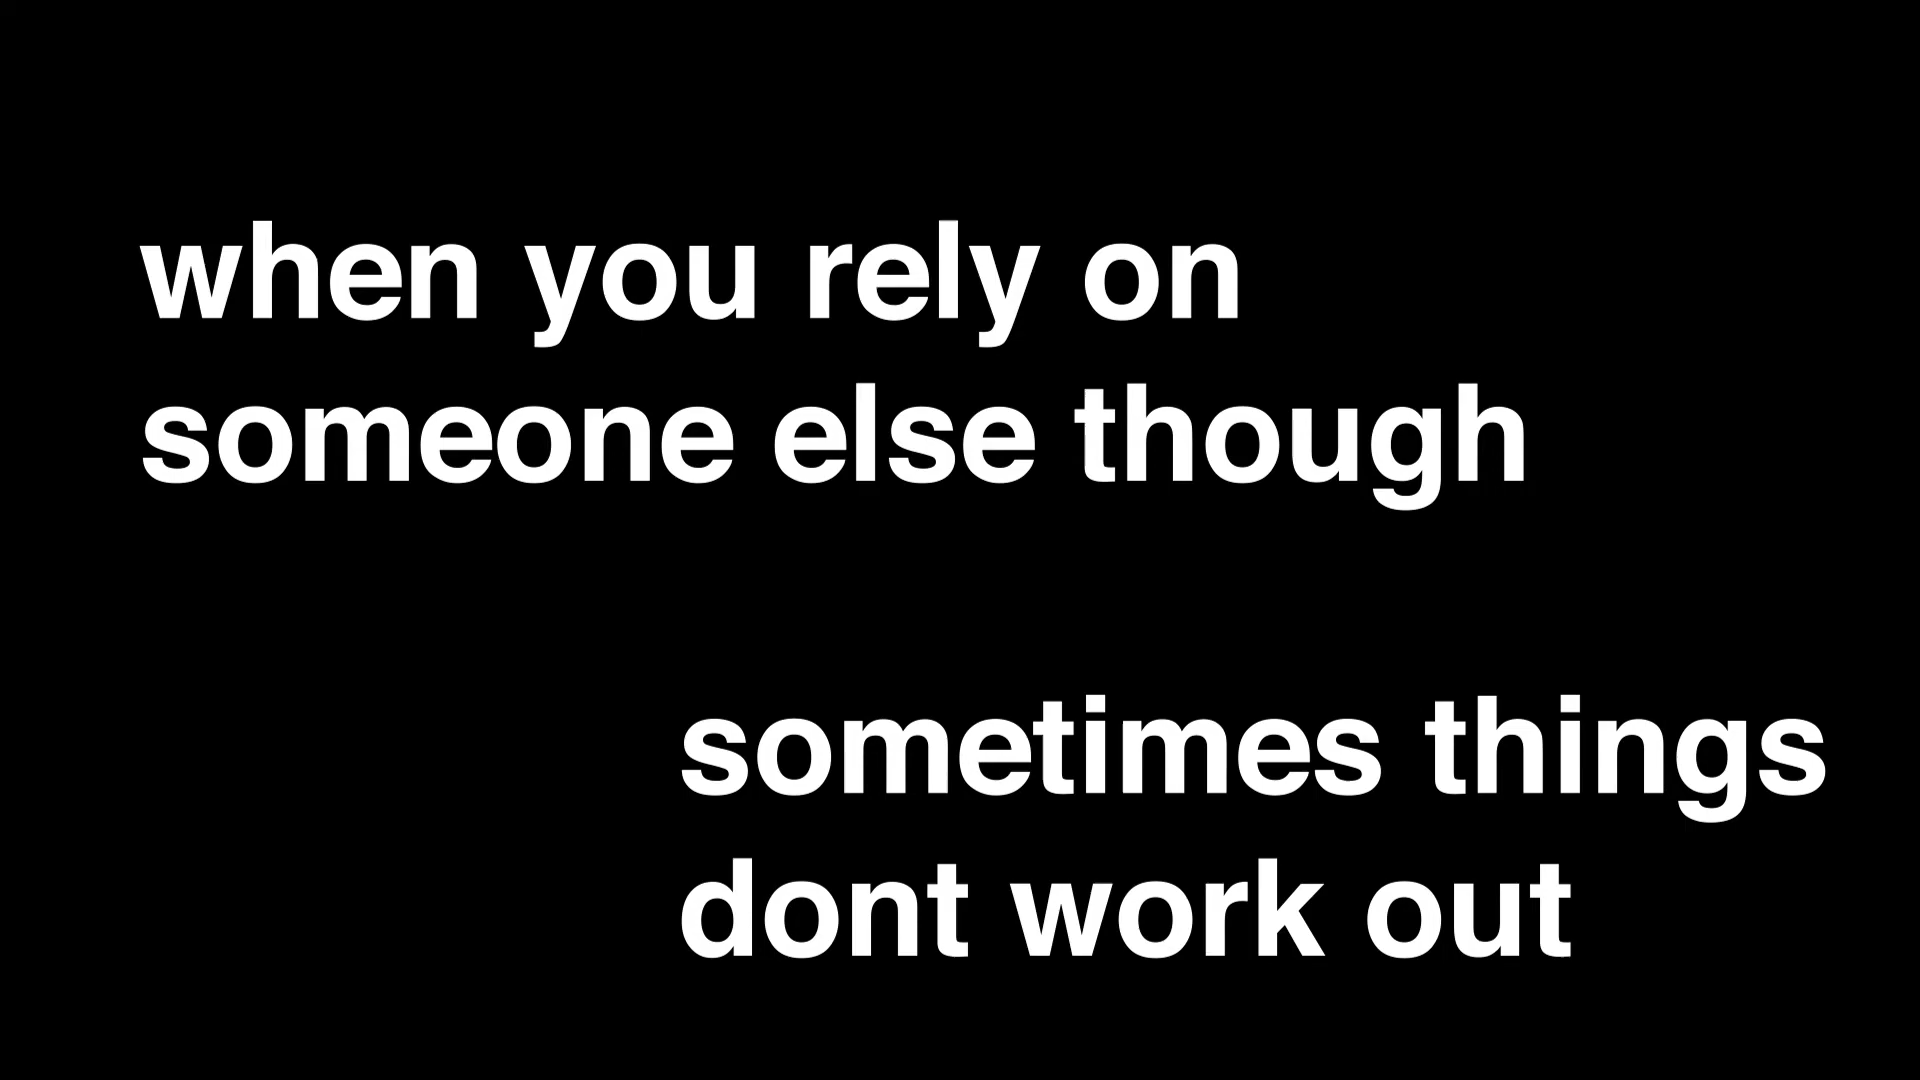 when you rely on
someone else though
sometimes things
dont work out